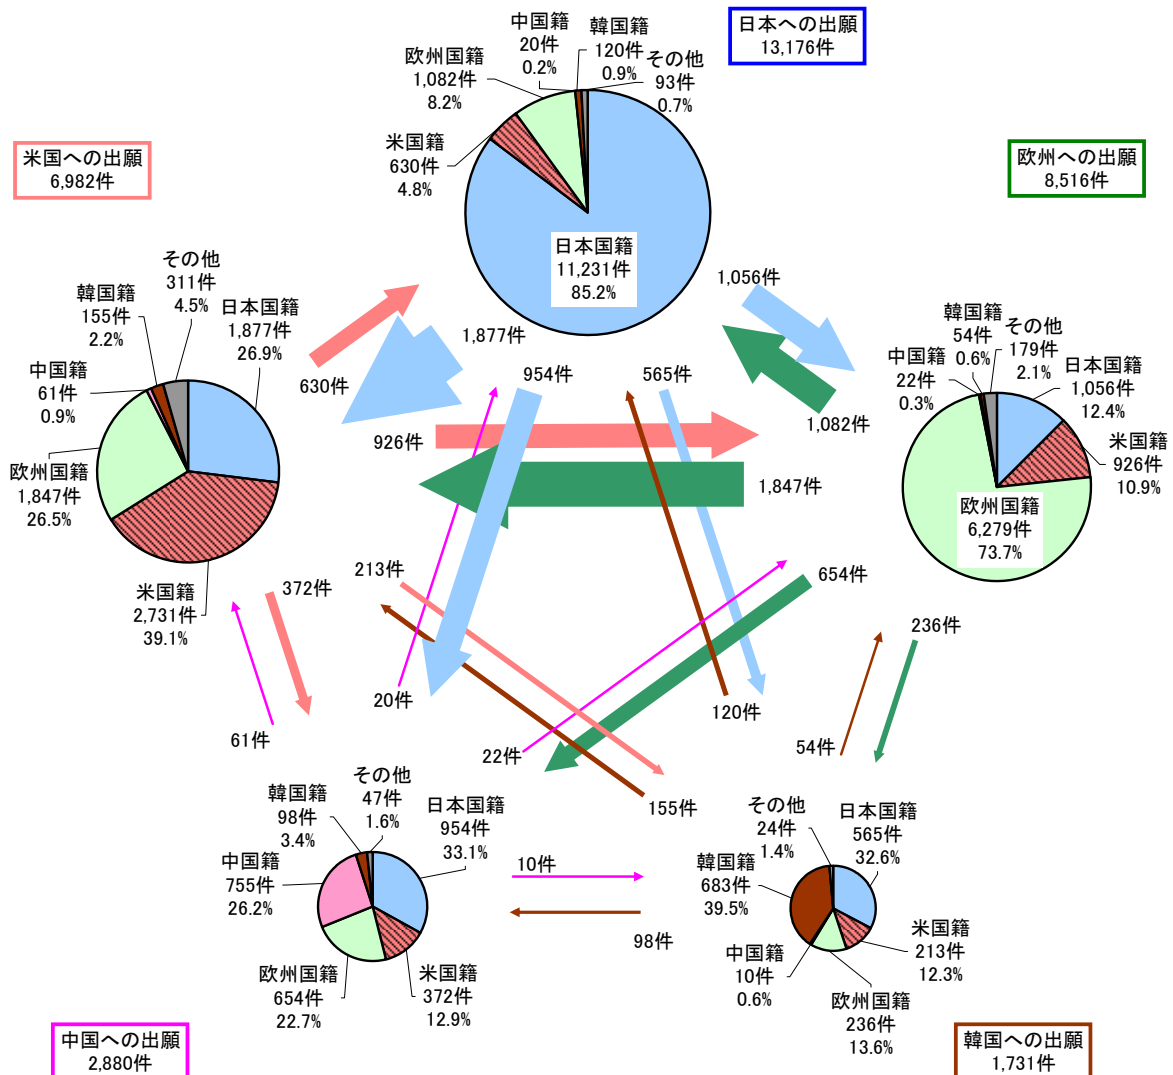 日本への出願
13,176件
中国籍
20件
0.2%
韓国籍
120件
0.9%
その他
93件
0.7%
欧州国籍
1,082件
8.2%
米国籍
630件
4.8%
日本国籍
11,231件
85.2%
米国への出願
6,982件
欧州への出願
8,516件
その他
311件
4.5%
韓国籍
155件
2.2%
日本国籍
1,877件
26.9%
中国籍
61件
0.9%
欧州国籍
1,847件
26.5%
米国籍
2,731件
39.1%
韓国籍
54件
0.6%
その他
179件
2.1%
中国籍
22件
0.3%
日本国籍
1,056件
12.4%
米国籍
926件
10.9%
欧州国籍
6,279件
73.7%
1,056件
1,877件
630件
954件
565件
1,082件
926件
1,847件
213件
372件
654件
236件
20件
120件
61件
22件
54件
155件
10件
98件
その他
47件
1.6%
韓国籍
98件
3.4%
日本国籍
954件
33.1%
中国籍
755件
26.2%
欧州国籍
654件
22.7%
米国籍
372件
12.9%
その他
24件
1.4%
日本国籍
565件
32.6%
韓国籍
683件
39.5%
米国籍
213件
12.3%
中国籍
10件
0.6%
欧州国籍
236件
13.6%
中国への出願
2,880件
韓国への出願
1,731件